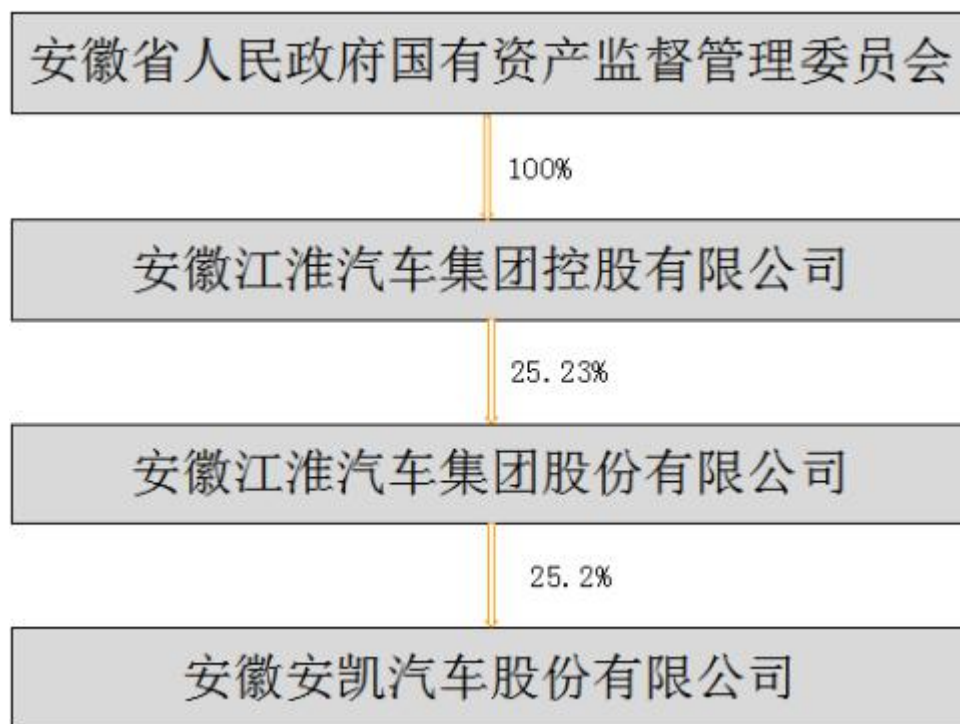 安徽省人民政府国有资产监督管理委员会
100%
安徽江淮汽车集团控股有限公司
25.23%
安徽江淮汽车集团股份有限公司
25.2%
安徽安凯汽车股份有限公司